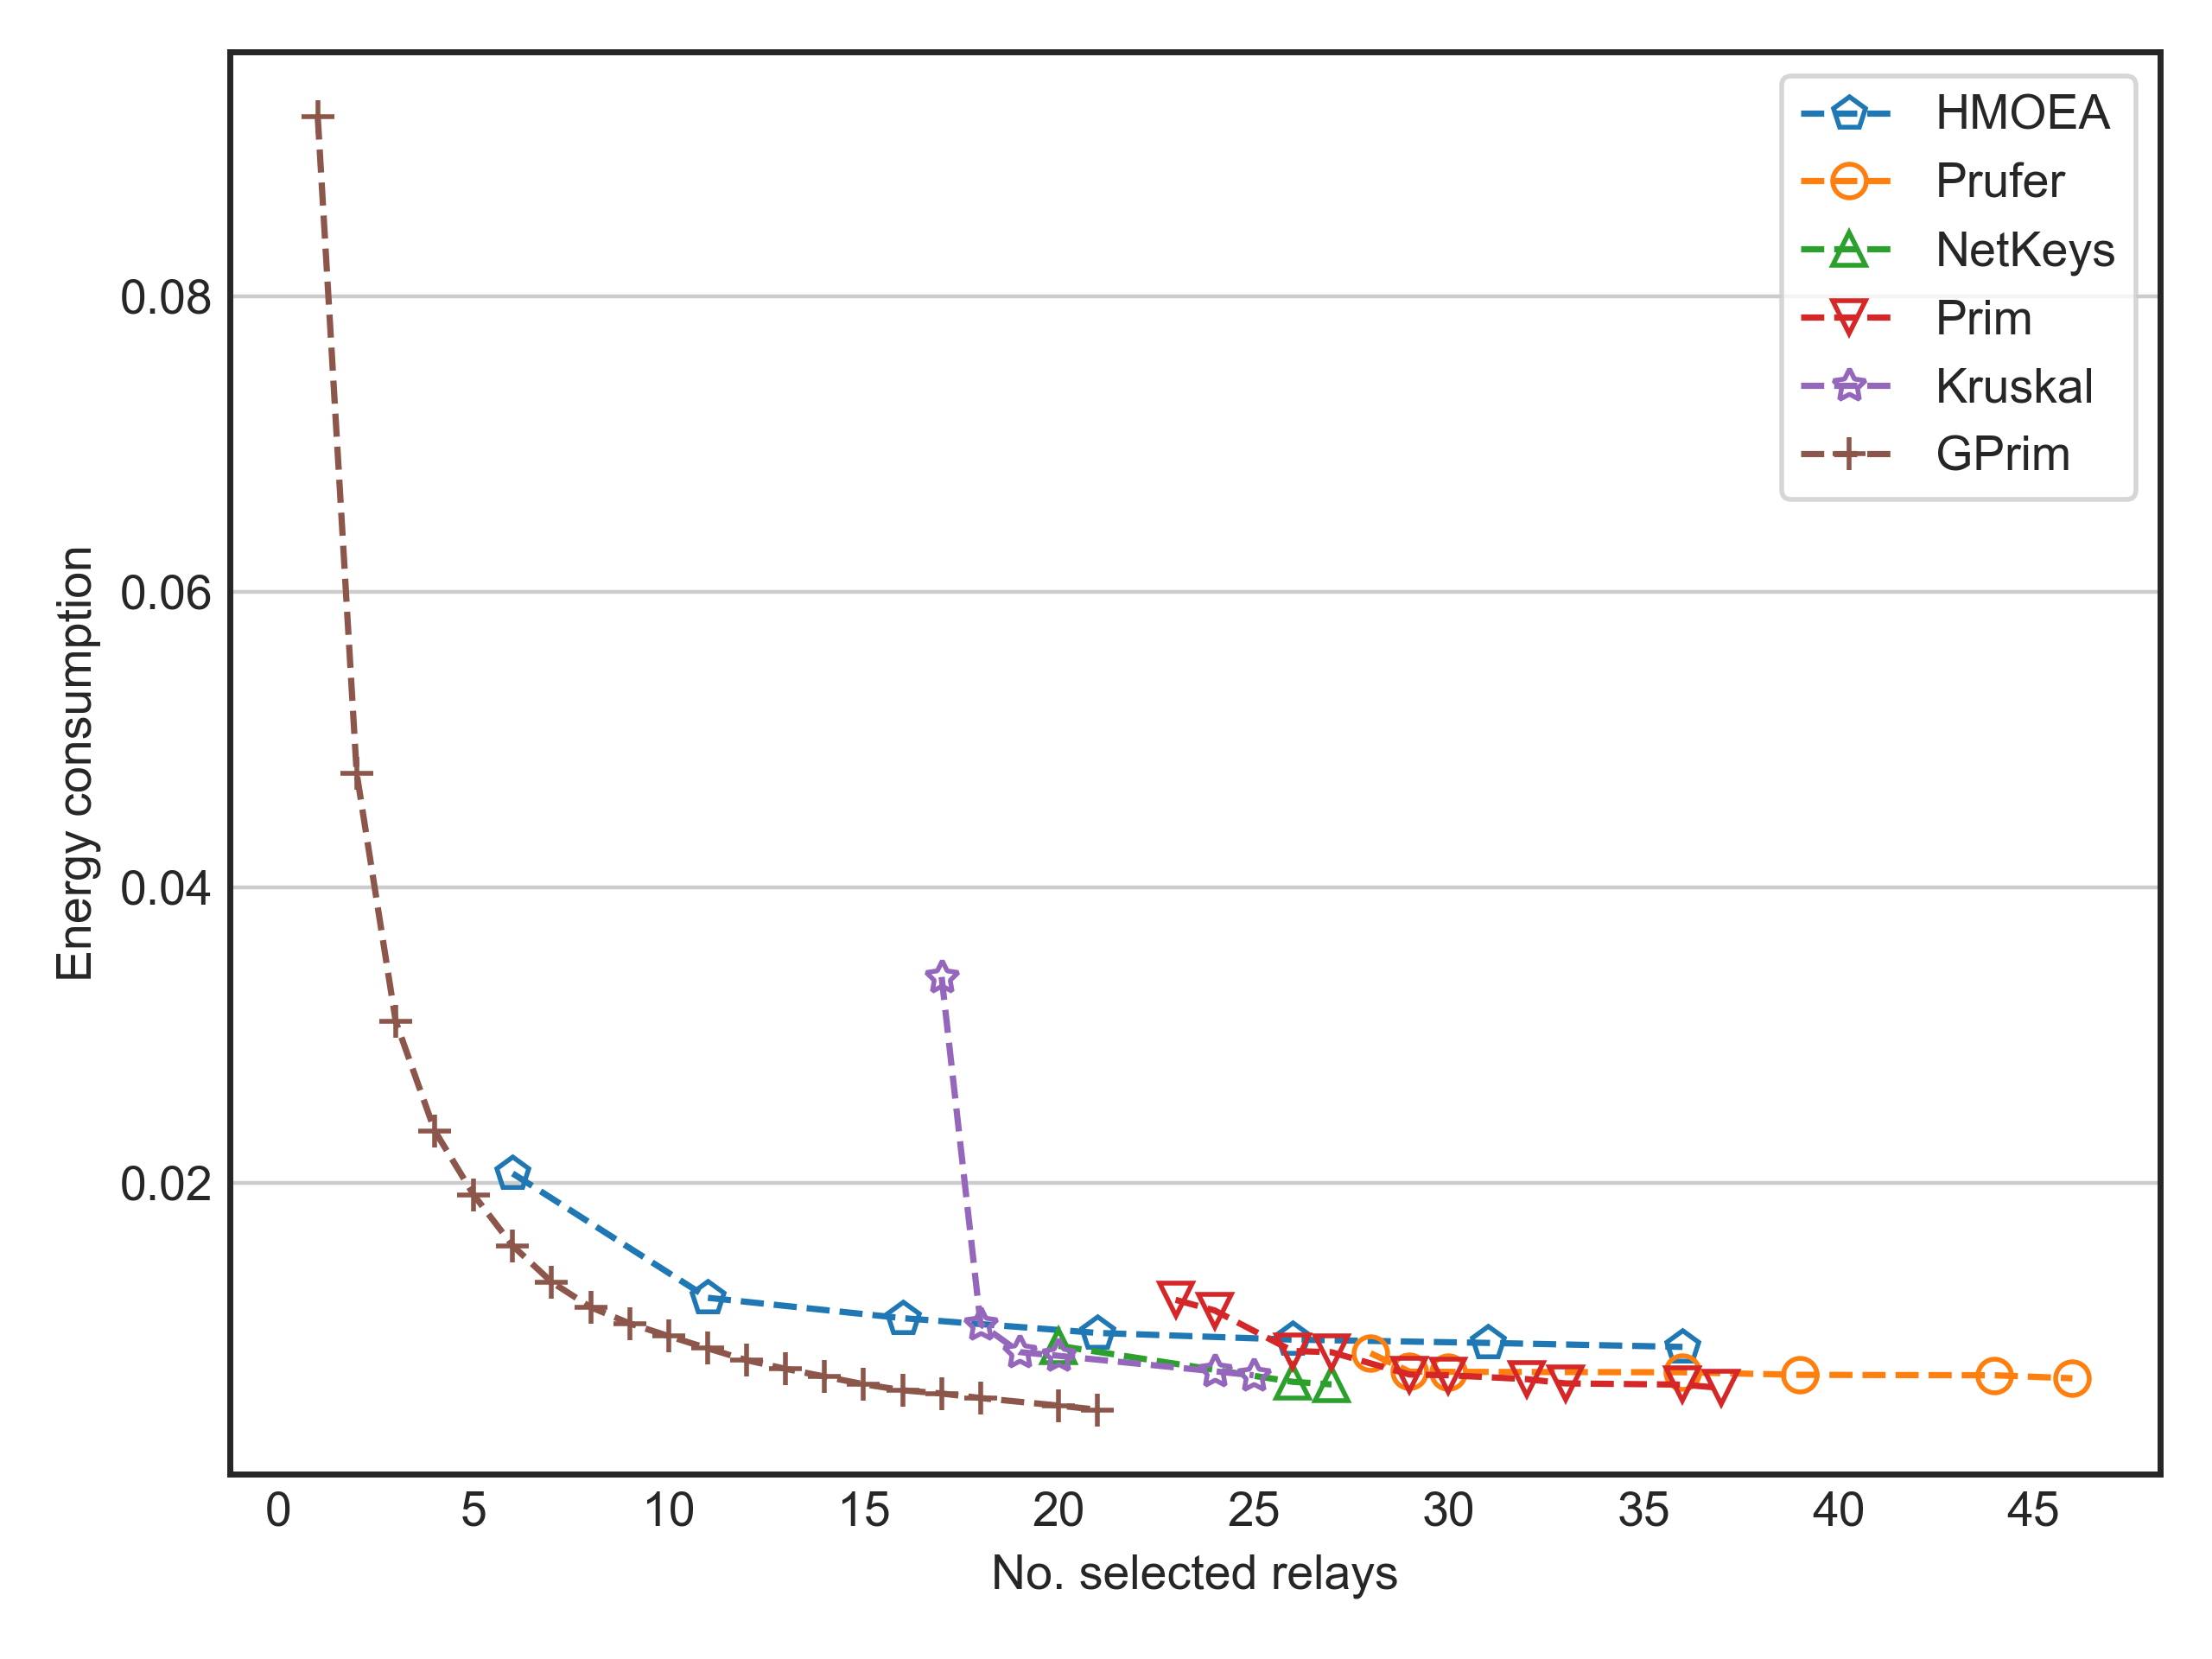 HMOEA
Prufer
NetKeys
Prim
Kruskal
GPrim
Energy consumption
0.08
0.06
0.04
0.02
0 5 10 15 20 25 30 35 40 45
No. selected relays